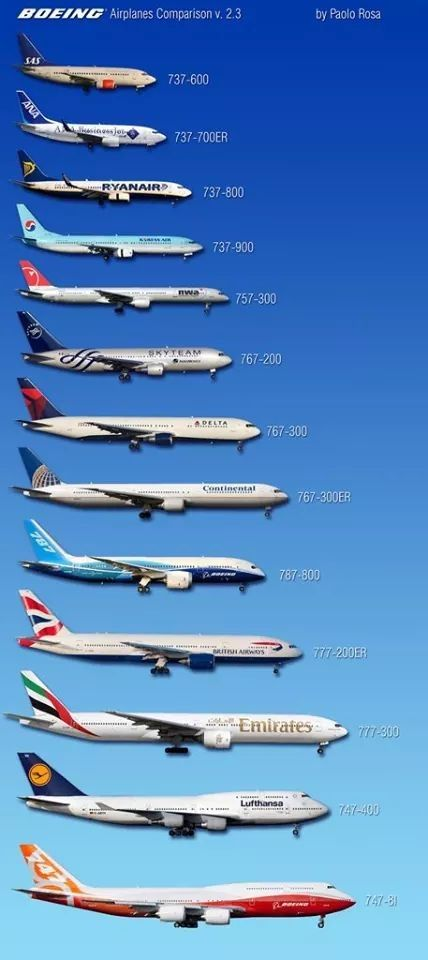 BOEING Airplanes Comparison v. 2.3 by Paolo Rosa
SAS
737-600
ANA
737-700ER
RYANAIR
737-800
KOREAN AIR
737-900
nwa
757-300
SKYTEAM
767-200
DELTA
767-300
Continental
767-300ER
787
BOEING
787-800
BRITISH AIRWAYS
777-200ER
Emirates
777-300
Lufthansa
747-400
747
BOEING
747-8I